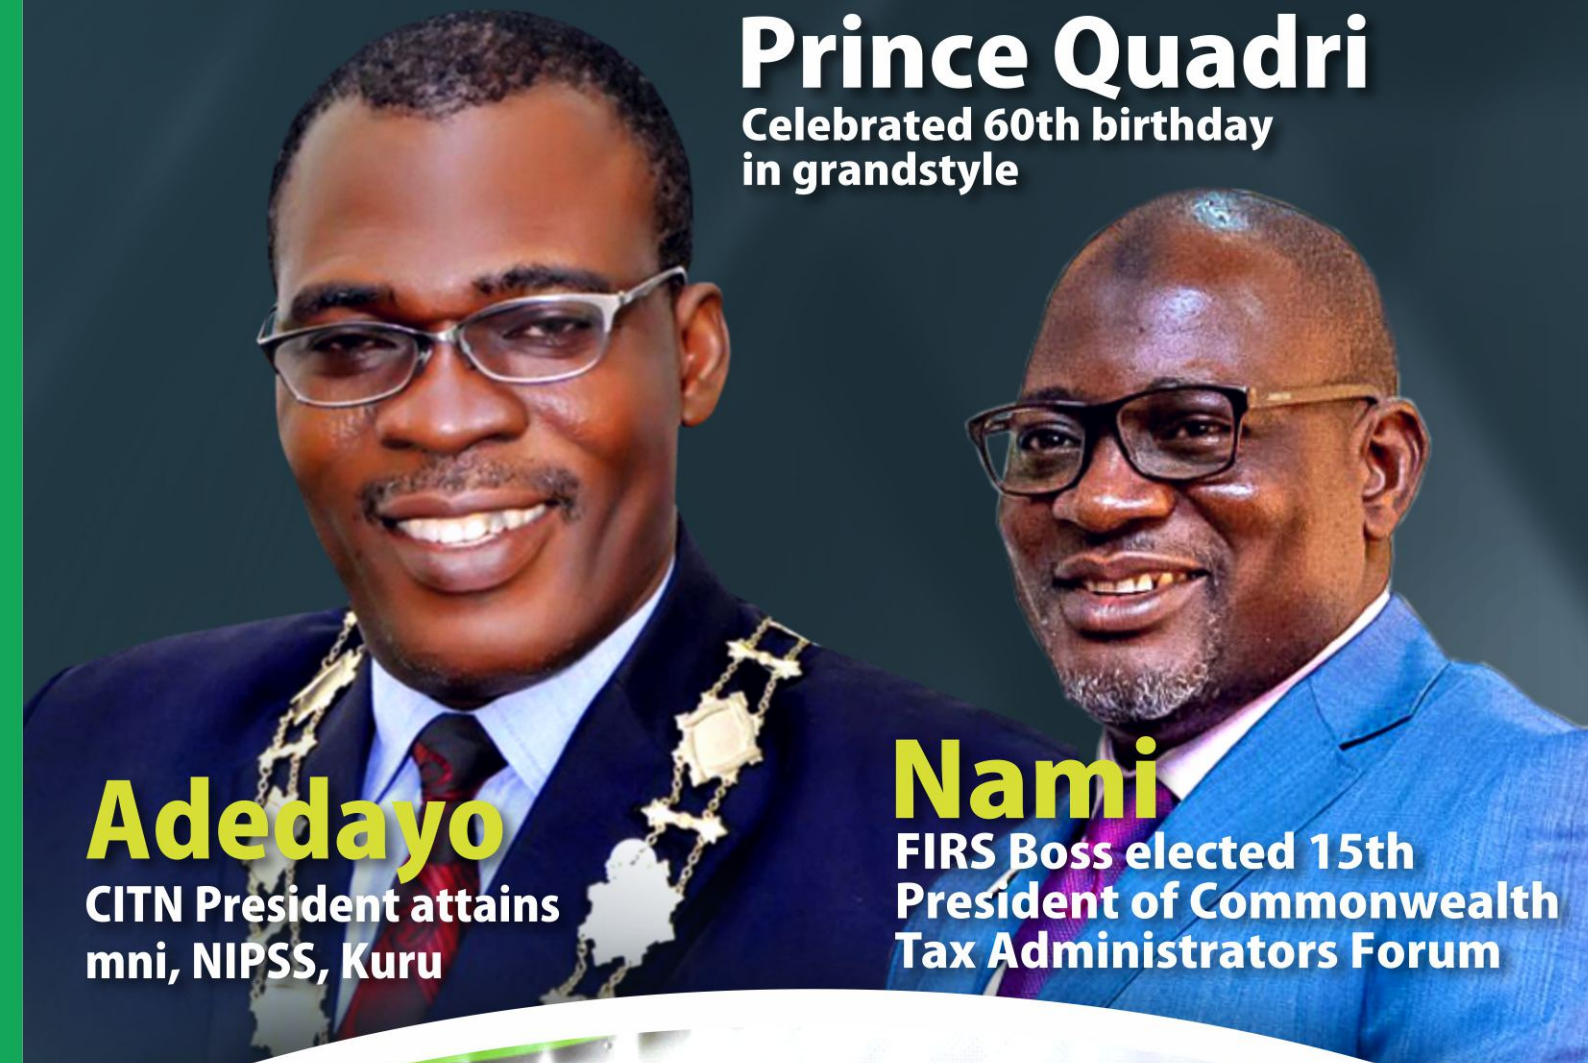 Prince Quadri
Celebrated 60th birthday
in grandstyle
Adedayo
CITN President attains
mni, NIPSS, Kuru
Nami
FIRS Boss elected 15th
President of Commonwealth
Tax Administrators Forum